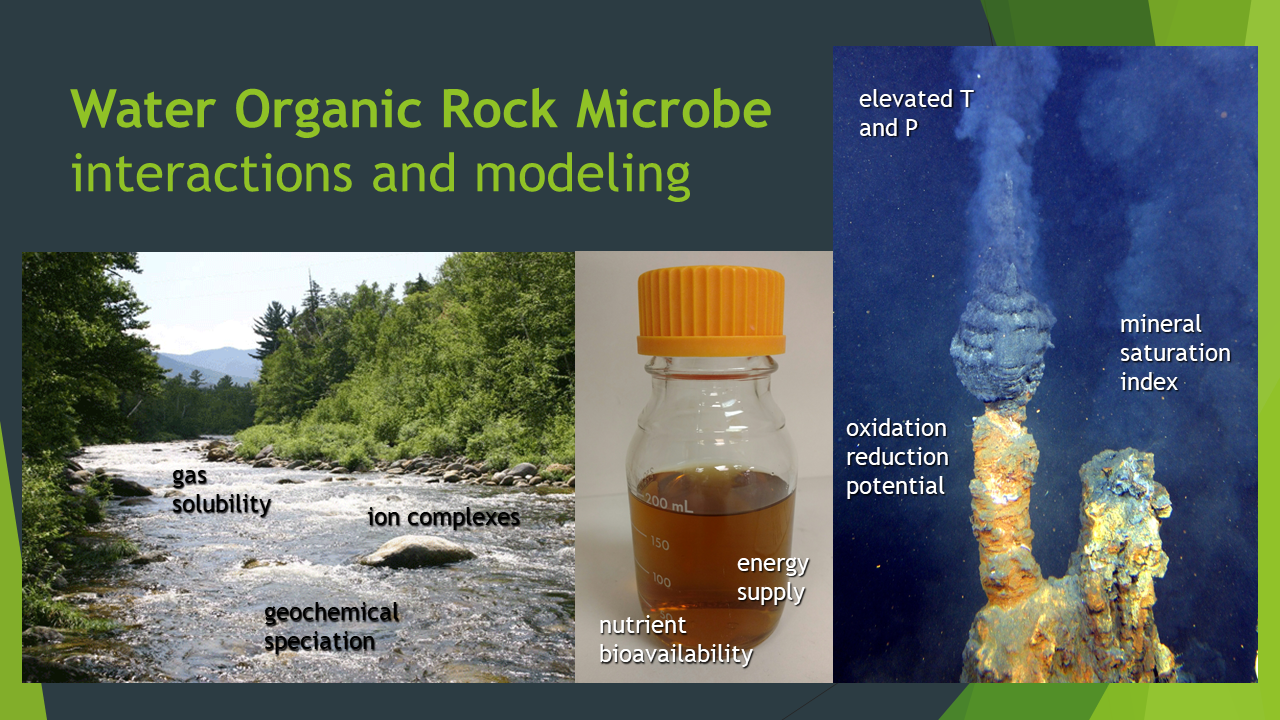 Water Organic Rock Microbe
interactions and modeling
gas
solubility
ion complexes
geochemical
speciation
200 mL
150
100
energy
supply
nutrient
bioavailability
elevated T
and P
mineral
saturation
index
oxidation
reduction
potential